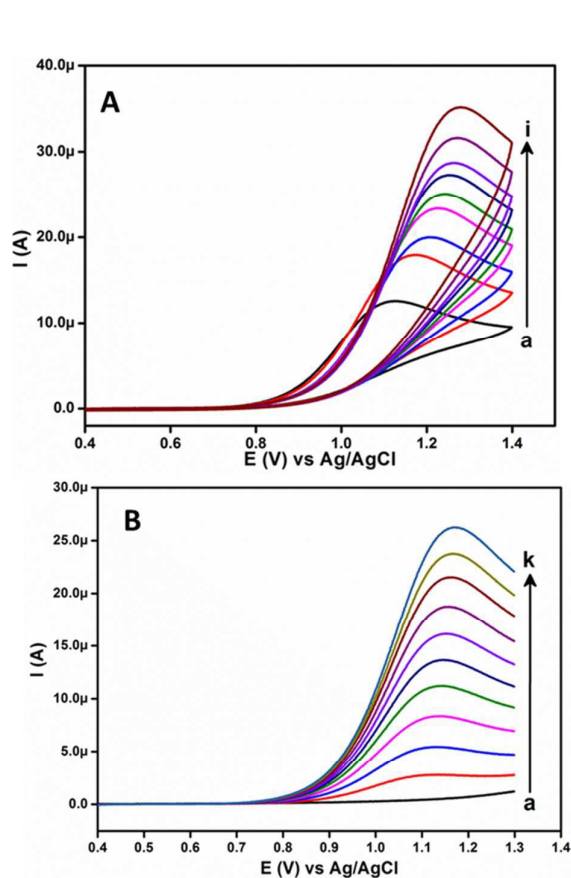 40.0µ
A
30.0µ
i
20.0µ
I (A)
10.0µ
a
0.0
0.4 0.6 0.8 1.0 1.2 1.4
E (V) vs Ag/AgCl
30.0µ
B
25.0µ
k
20.0µ
15.0µ
I (A)
10.0µ
5.0µ
0.0
a
0.4 0.5 0.6 0.7 0.8 0.9 1.0 1.1 1.2 1.3 1.4
E (V) vs Ag/AgCl